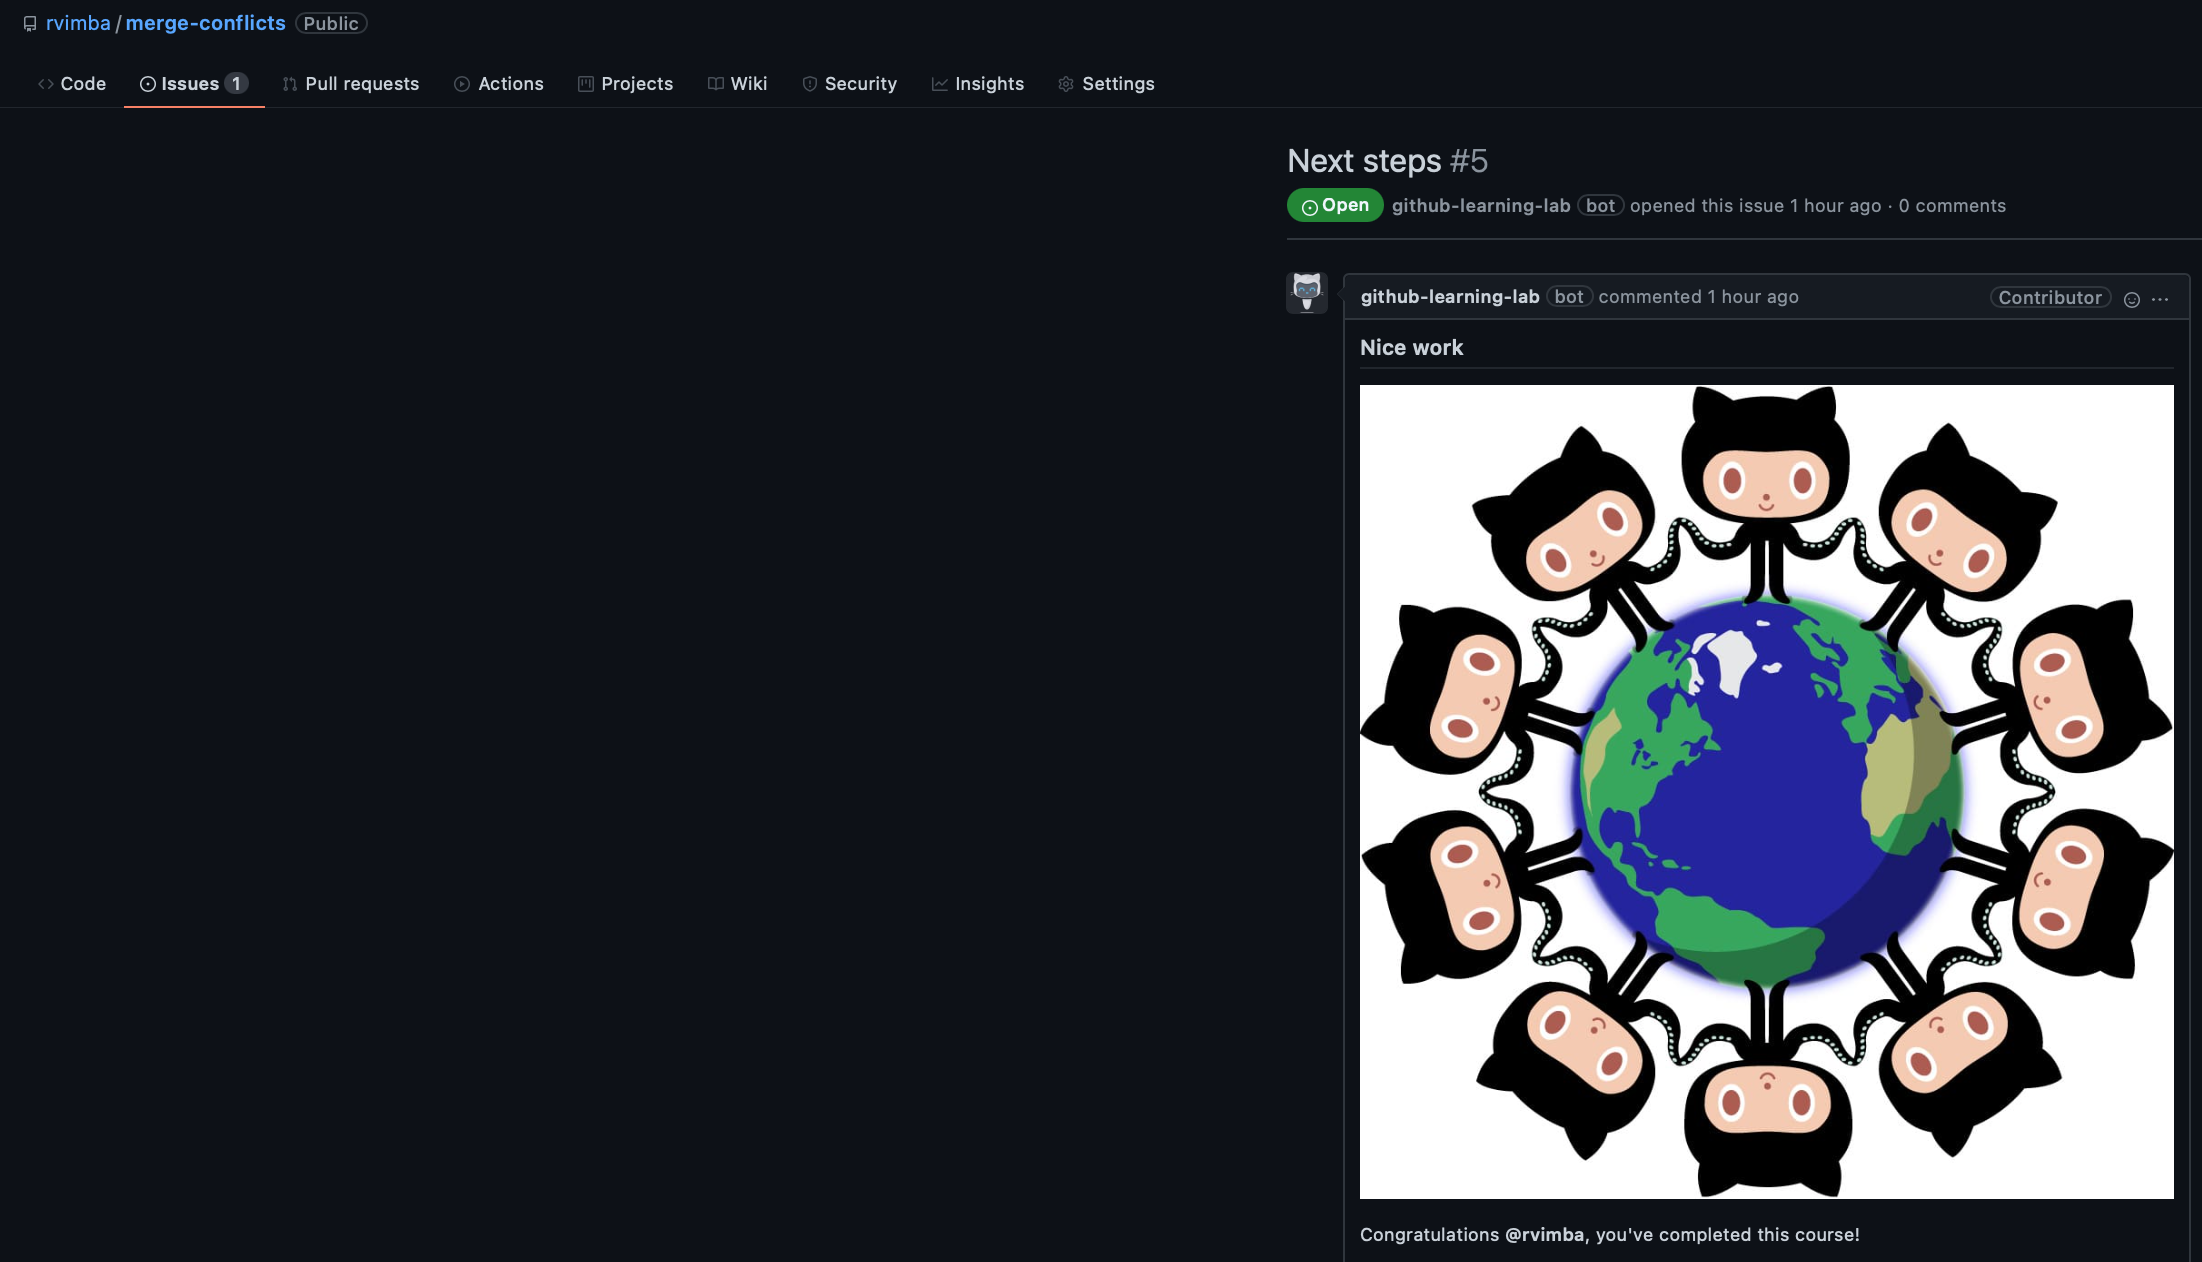 rvimba / merge-conflicts Public
Code Issues 1 Pull requests Actions Projects Wiki Security Insights Settings
Next steps #5
Open github-learning-lab bot opened this issue 1 hour ago · 0 comments
github-learning-lab bot commented 1 hour ago Contributor
Nice work
Congratulations @rvimba, you've completed this course!